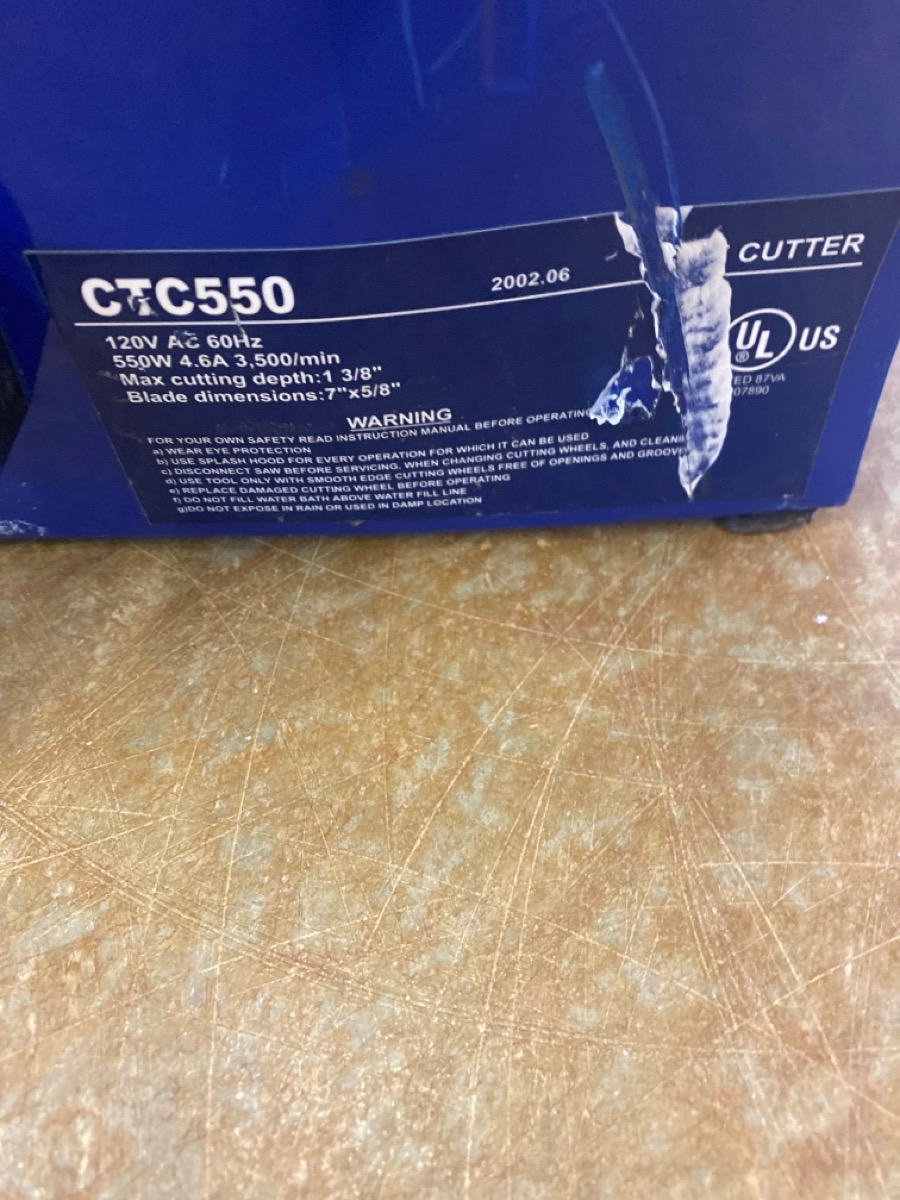 CTC550 2002.06 CUTTER
120V AC 60Hz
550W 4.6A 3,500/min
Max cutting depth:1 3/8"
Blade dimensions:7"x5/8"
UL® US
87VA
07890
WARNING
FOR YOUR OWN SAFETY READ INSTRUCTION MANUAL BEFORE OPERATING
a) WEAR EYE PROTECTION
b) USE SPLASH HOOD FOR EVERY OPERATION FOR WHICH IT CAN BE USED
c) DISCONNECT SAW BEFORE SERVICING, WHEN CHANGING CUTTING WHEELS, AND
d) USE TOOL ONLY WITH SMOOTH EDGE CUTTING WHEELS FREE OF OPENINGS AND
e) REPLACE DAMAGED CUTTING WHEEL BEFORE OPERATING
f) DO NOT FILL WATER BATH ABOVE WATER FILL LINE
g)DO NOT EXPOSE IN RAIN OR USED IN DAMP LOCATION